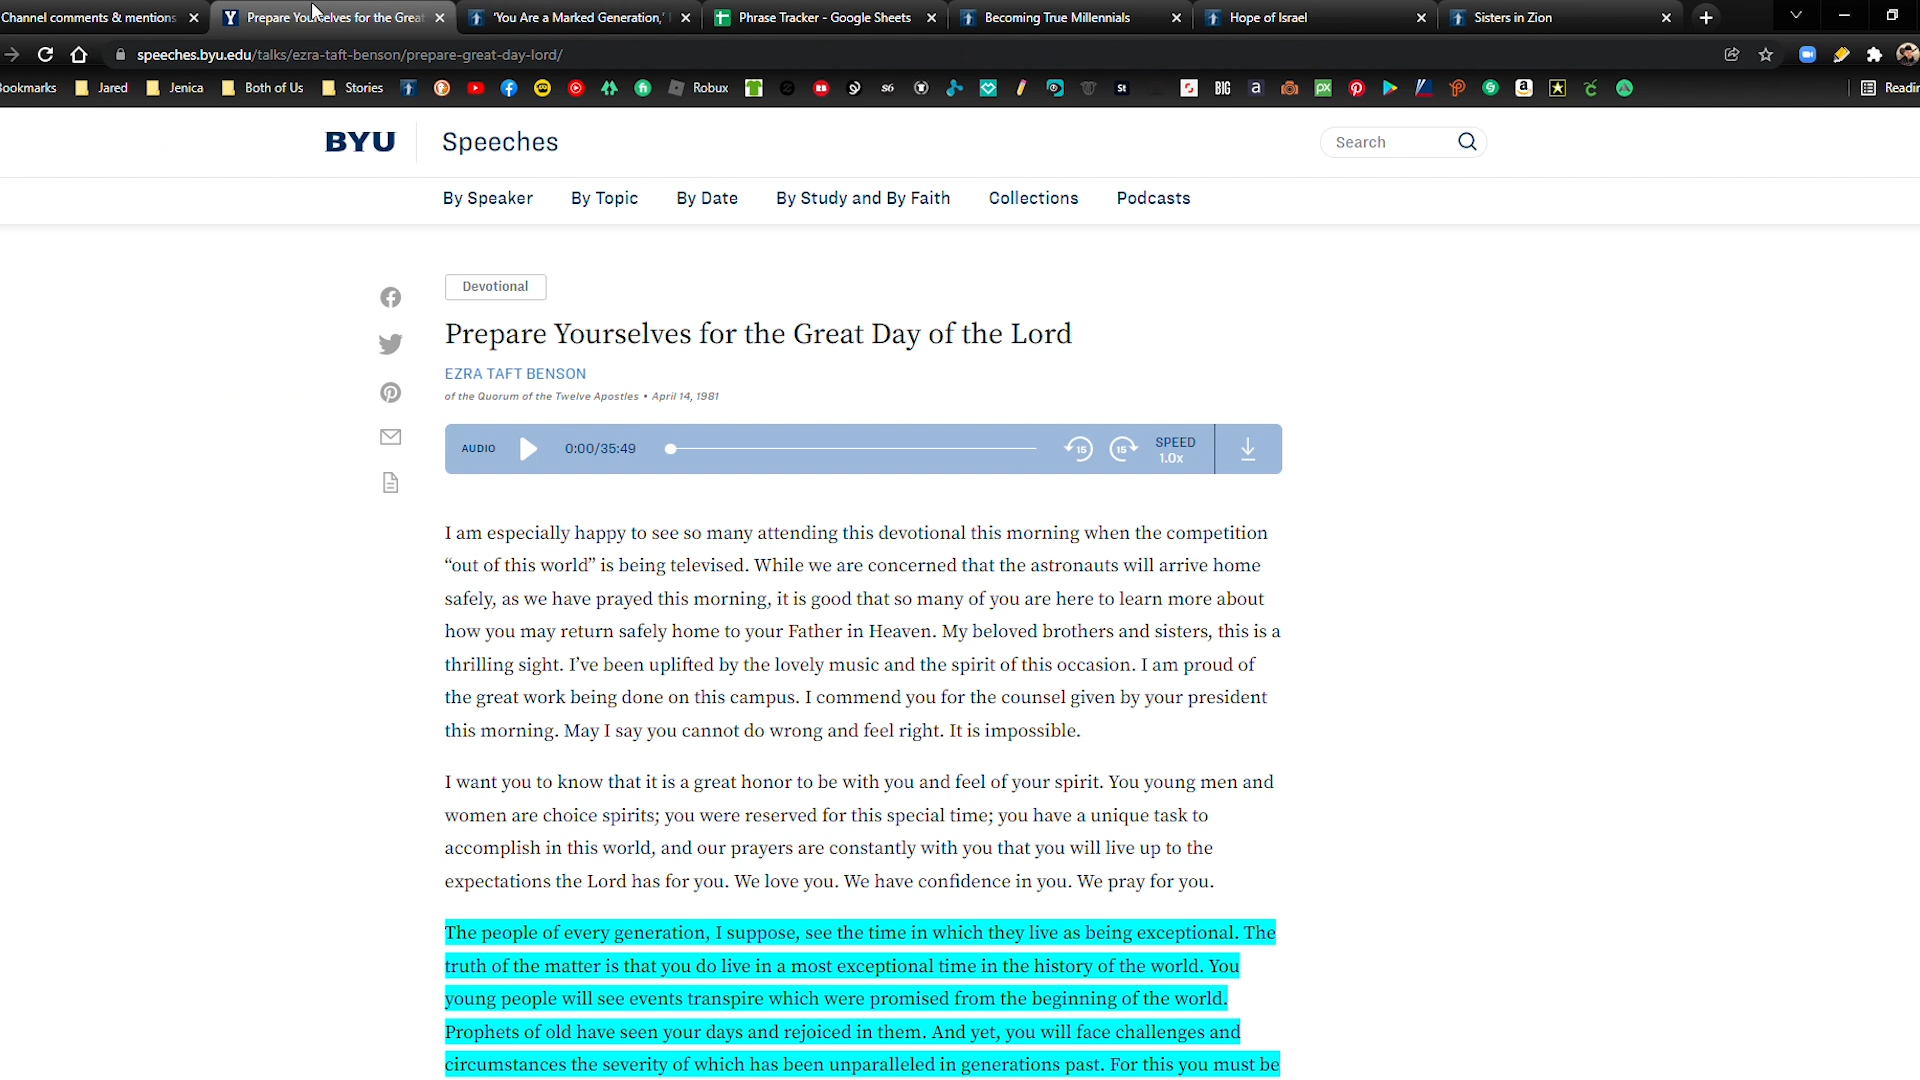 Channel comments & mentions
Prepare Yourselves for the Great
'You Are a Marked Generation,'
Phrase Tracker - Google Sheets
Becoming True Millennials
Hope of Israel
Sisters in Zion
speeches.byu.edu/talks/ezra-taft-benson/prepare-great-day-lord/
ookmarks
Jared
Jenica
Both of Us
Stories
Robux
BIG
Readin
BYU
Speeches
Search
By Speaker
By Topic
By Date
By Study and By Faith
Collections
Podcasts
Devotional
Prepare Yourselves for the Great Day of the Lord
EZRA TAFT BENSON
of the Quorum of the Twelve Apostles • April 14, 1981
AUDIO
0:00/35:49
15
15
SPEED
1.0x
I am especially happy to see so many attending this devotional this morning when the competition
“out of this world” is being televised. While we are concerned that the astronauts will arrive home
safely, as we have prayed this morning, it is good that so many of you are here to learn more about
how you may return safely home to your Father in Heaven. My beloved brothers and sisters, this is a
thrilling sight. I’ve been uplifted by the lovely music and the spirit of this occasion. I am proud of
the great work being done on this campus. I commend you for the counsel given by your president
this morning. May I say you cannot do wrong and feel right. It is impossible.
I want you to know that it is a great honor to be with you and feel of your spirit. You young men and
women are choice spirits; you were reserved for this special time; you have a unique task to
accomplish in this world, and our prayers are constantly with you that you will live up to the
expectations the Lord has for you. We love you. We have confidence in you. We pray for you.
The people of every generation, I suppose, see the time in which they live as being exceptional. The
truth of the matter is that you do live in a most exceptional time in the history of the world. You
young people will see events transpire which were promised from the beginning of the world.
Prophets of old have seen your days and rejoiced in them. And yet, you will face challenges and
circumstances the severity of which has been unparalleled in generations past. For this you must be